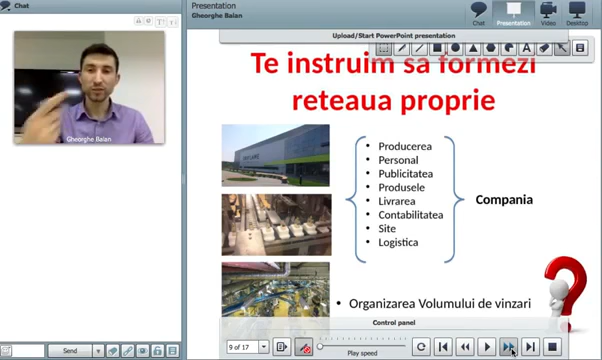 Chat
Presentation
Gheorghe Balan
Chat
Presentation
Video
Desktop
Upload/Start PowerPoint presentation
Te instruim sa formezi
reteaua proprie
Gheorghe Balan
• Producerea
• Personal
• Publicitatea
• Produsele
• Livrarea
• Contabilitatea
• Site
• Logistica
Compania
• Organizarea Volumului de vinzari
Control panel
Send
9 of 17
Play speed